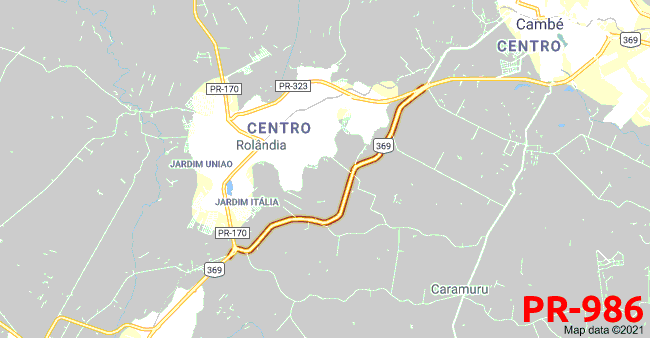 Cambé
369
CENTRO
PR-170
PR-323
CENTRO
Rolândia
369
JARDIM UNIAO
JARDIM ITÁLIA
PR-170
369
Caramuru
PR-986
Map data ©2021